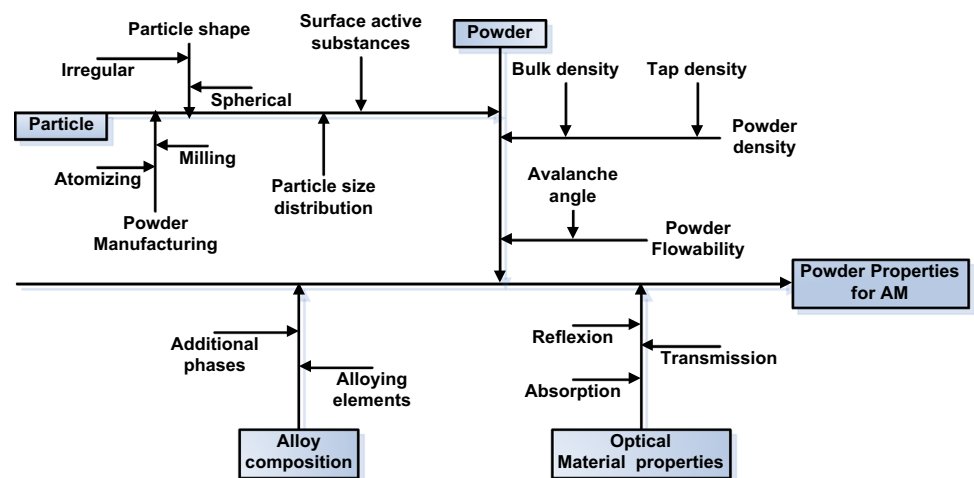 Particle shape
Surface active
substances
Powder
Irregular
Spherical
Bulk density
Tap density
Particle
Milling
Atomizing
Powder
Manufacturing
Particle size
distribution
Powder
density
Avalanche
angle
Powder
Flowability
Powder Properties
for AM
Additional
phases
Alloying
elements
Reflexion
Transmission
Absorption
Alloy
composition
Optical
Material properties